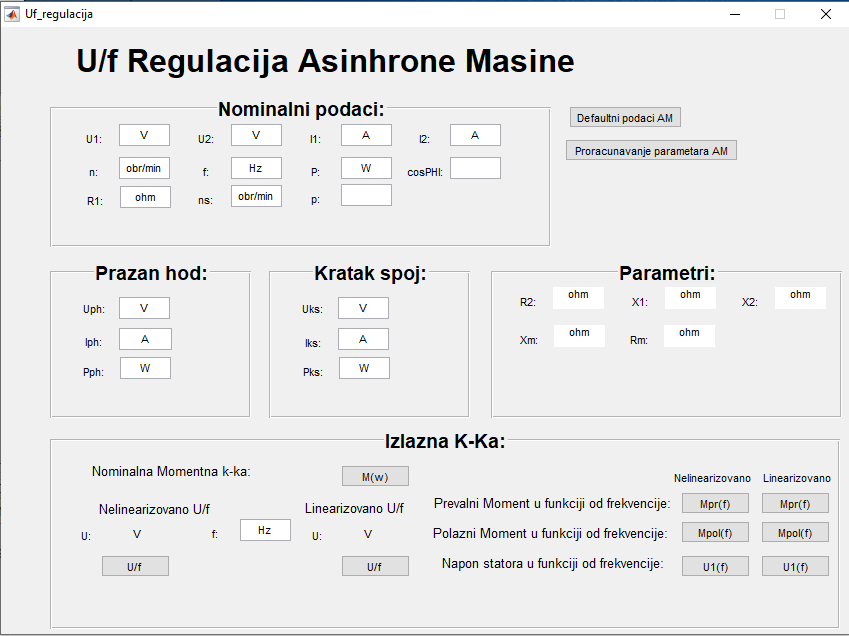 Uf_regulacija
U/f Regulacija Asinhrone Masine
Nominalni podaci:
U1: V U2: V I1: A I2: A
n: obr/min f: Hz P: W cosPHI:
R1: ohm ns: obr/min p:
Defaultni podaci AM
Proracunavanje parametara AM
Prazan hod:
Uph: V
Iph: A
Pph: W
Kratak spoj:
Uks: V
Iks: A
Pks: W
Parametri:
R2: ohm X1: ohm X2: ohm
Xm: ohm Rm: ohm
Izlazna K-Ka:
Nominalna Momentna k-ka: M(w)
Nelinearizovano U/f Linearizovano U/f
U: V f: Hz U: V
U/f U/f
Nelinearizovano Linearizovano
Prevalni Moment u funkciji od frekvencije: Mpr(f) Mpr(f)
Polazni Moment u funkciji od frekvencije: Mpol(f) Mpol(f)
Napon statora u funkciji od frekvencije: U1(f) U1(f)